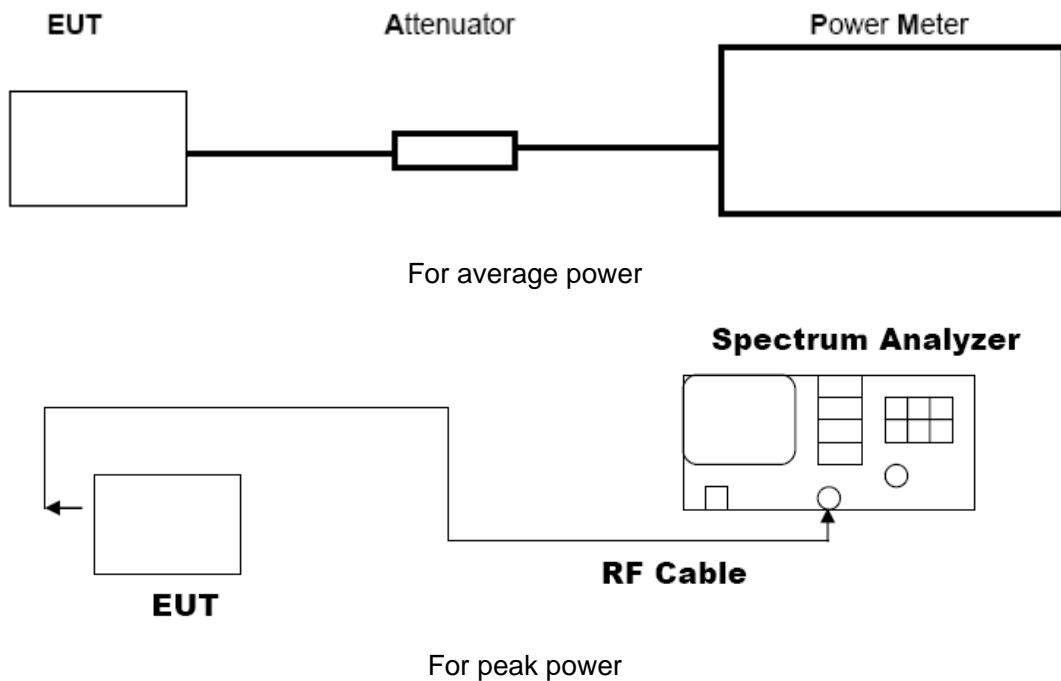 EUT Attenuator Power Meter
For average power
Spectrum Analyzer
RF Cable
EUT
For peak power